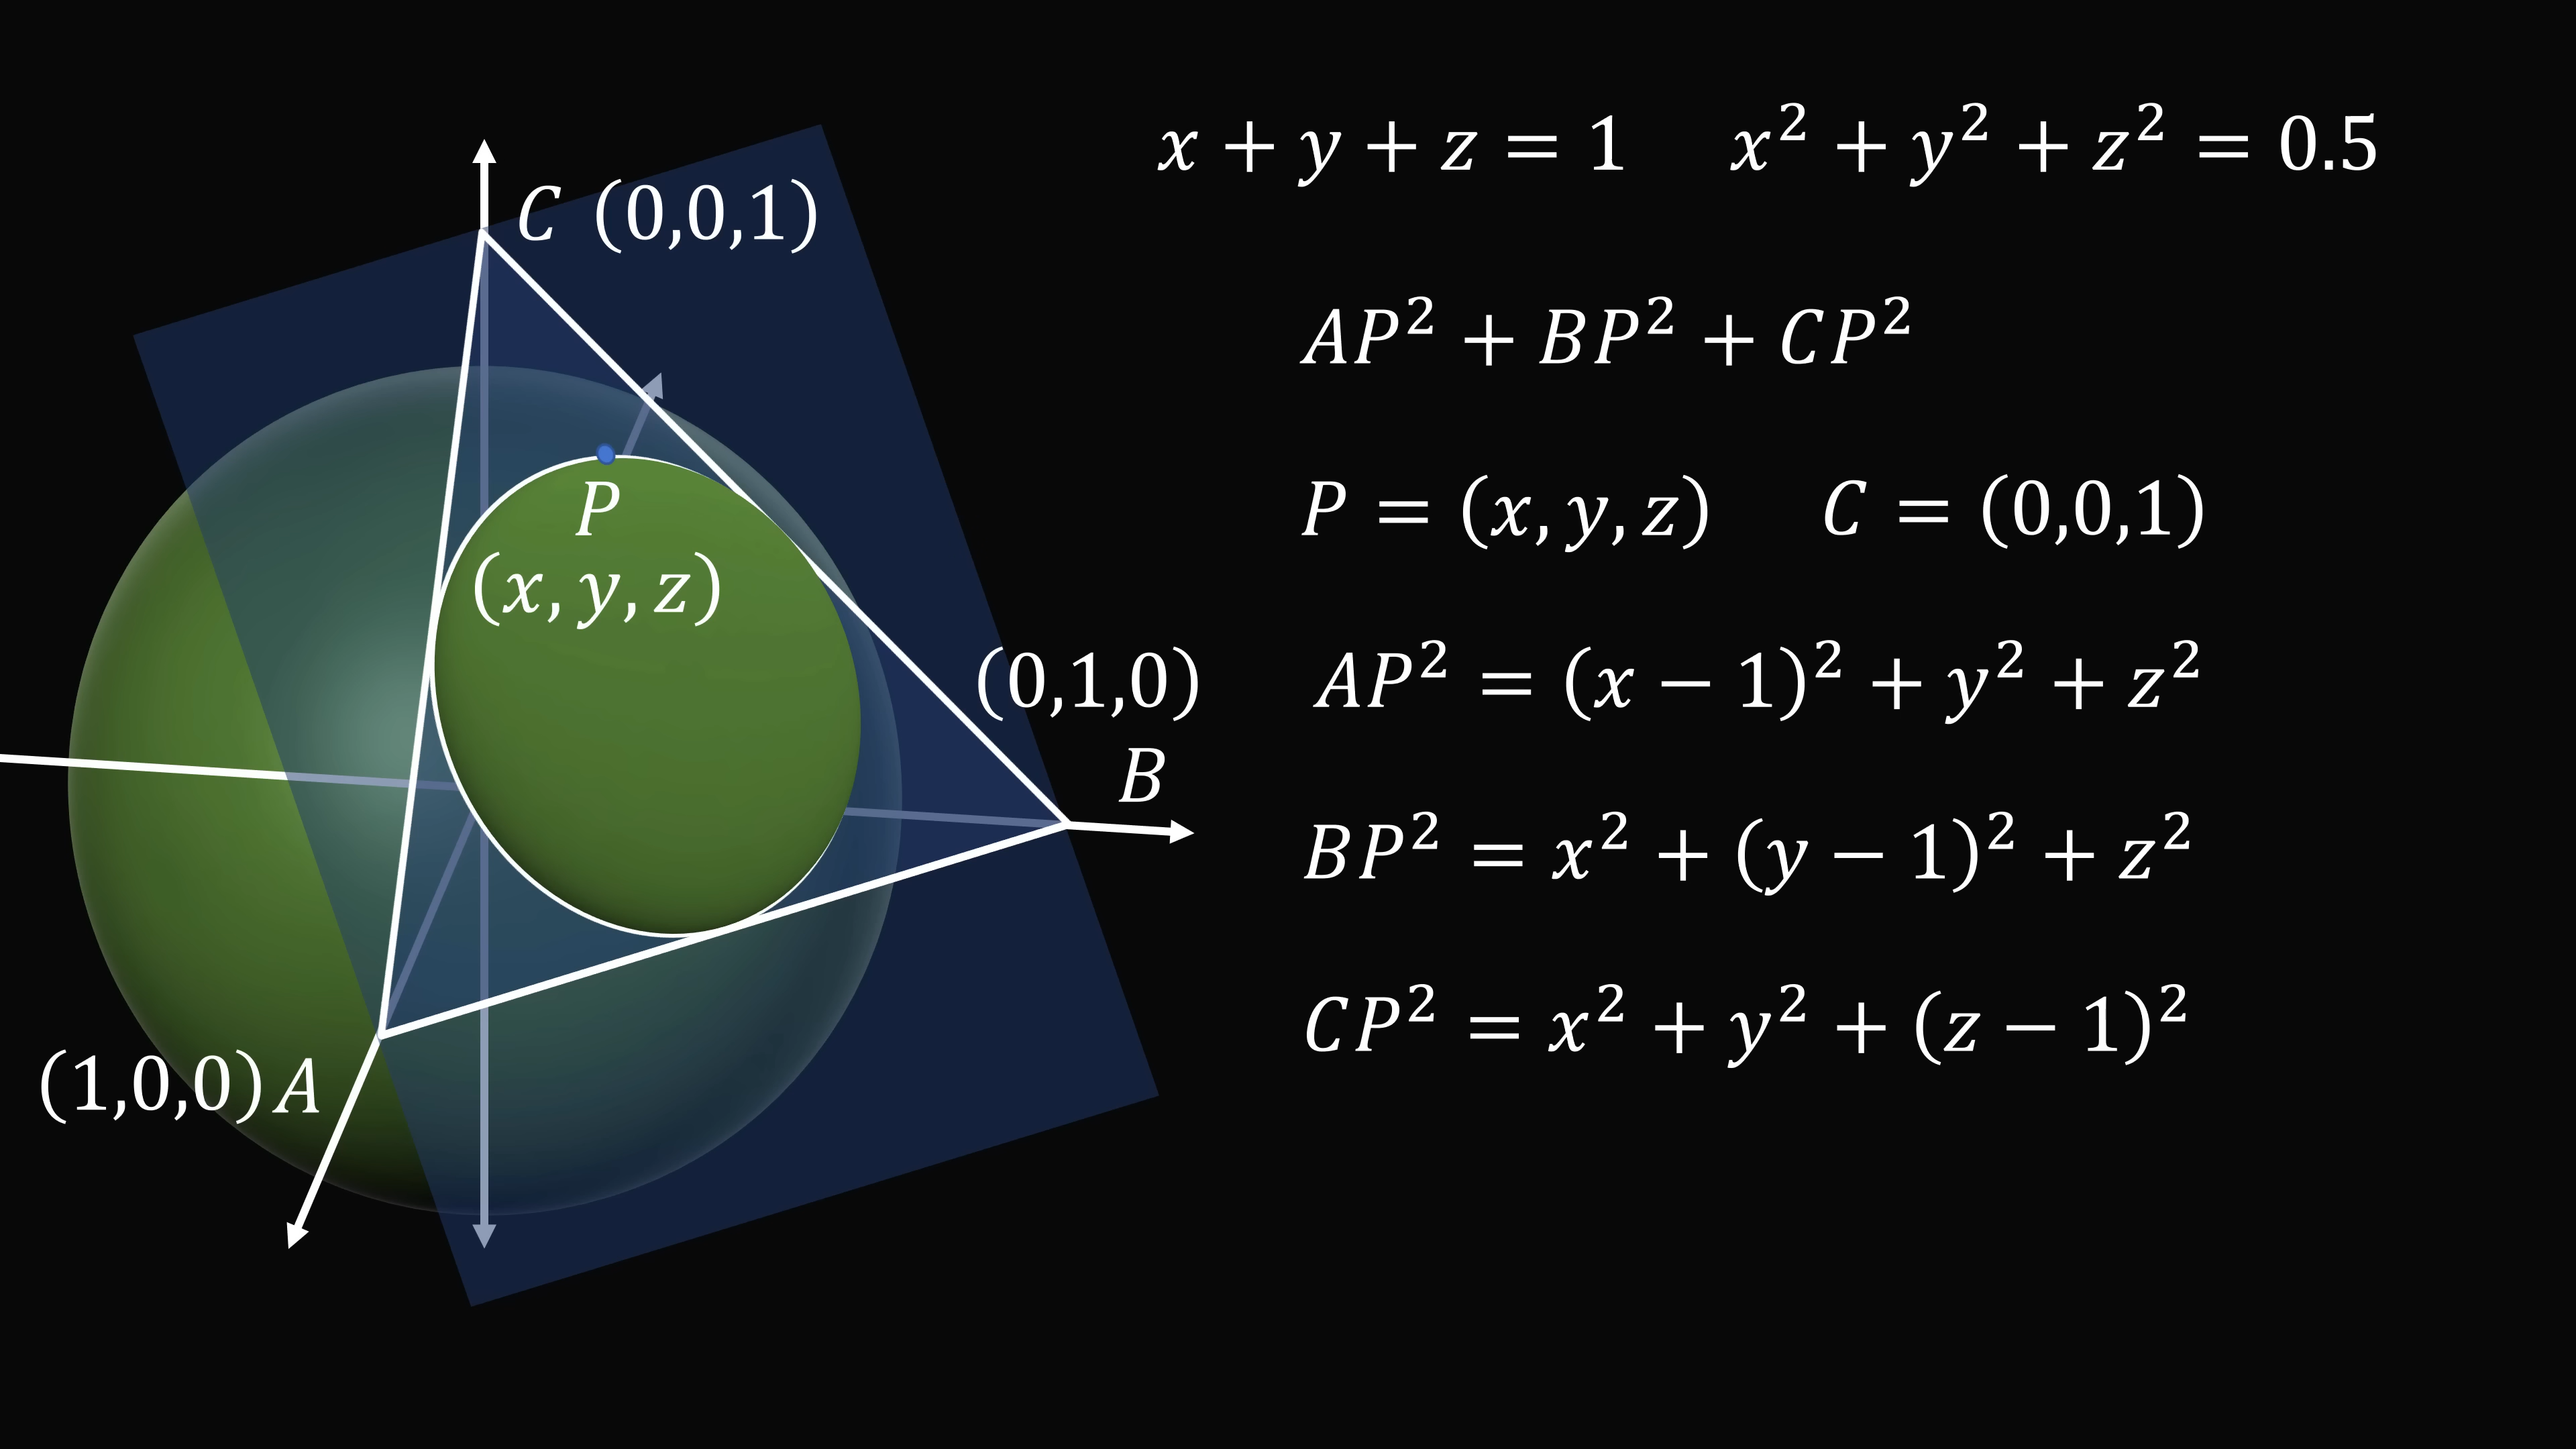 x + y + z = 1    x² + y² + z² = 0.5
C (0,0,1)
AP² + BP² + CP²
P
(x, y, z)
P = (x, y, z)    C = (0,0,1)
(0,1,0)
B
AP² = (x − 1)² + y² + z²
BP² = x² + (y − 1)² + z²
CP² = x² + y² + (z − 1)²
(1,0,0) A